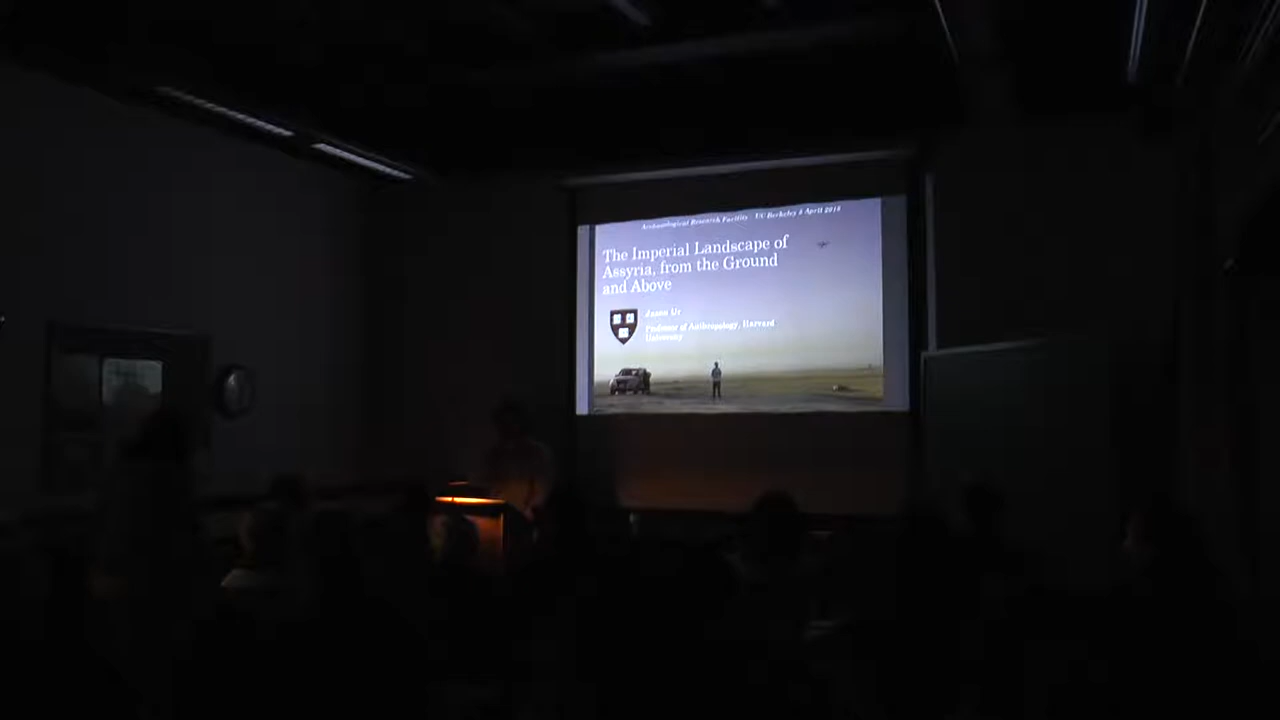 Archaeological Research Facility - UC Berkeley 5 April 2018
The Imperial Landscape of
Assyria, from the Ground
and Above
Jason Ur
Professor of Anthropology, Harvard
University